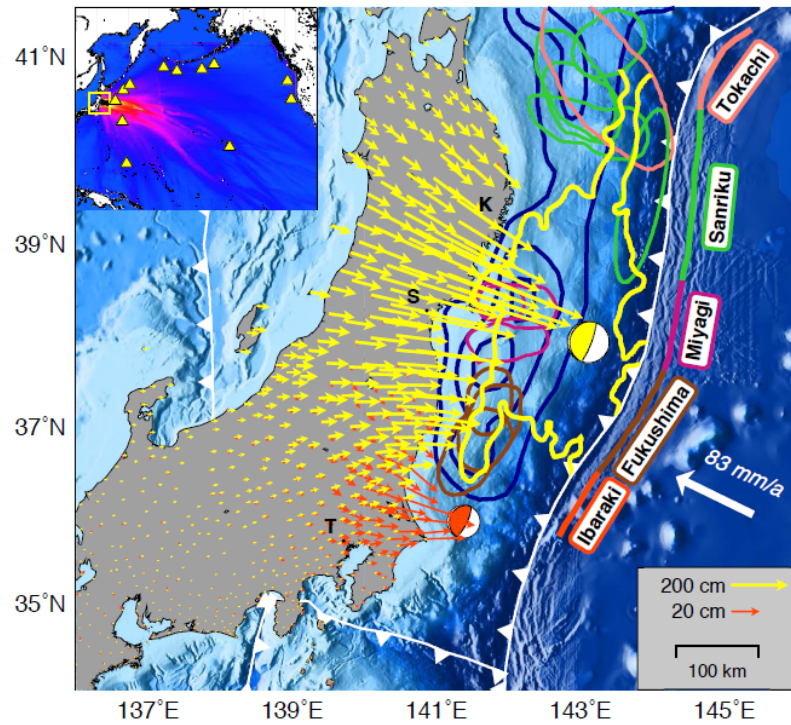 41°N
39°N
37°N
35°N
K
S
T
Tokachi
Sanriku
Miyagi
Fukushima
Ibaraki
83 mm/a
200 cm
20 cm
100 km
137°E
139°E
141°E
143°E
145°E